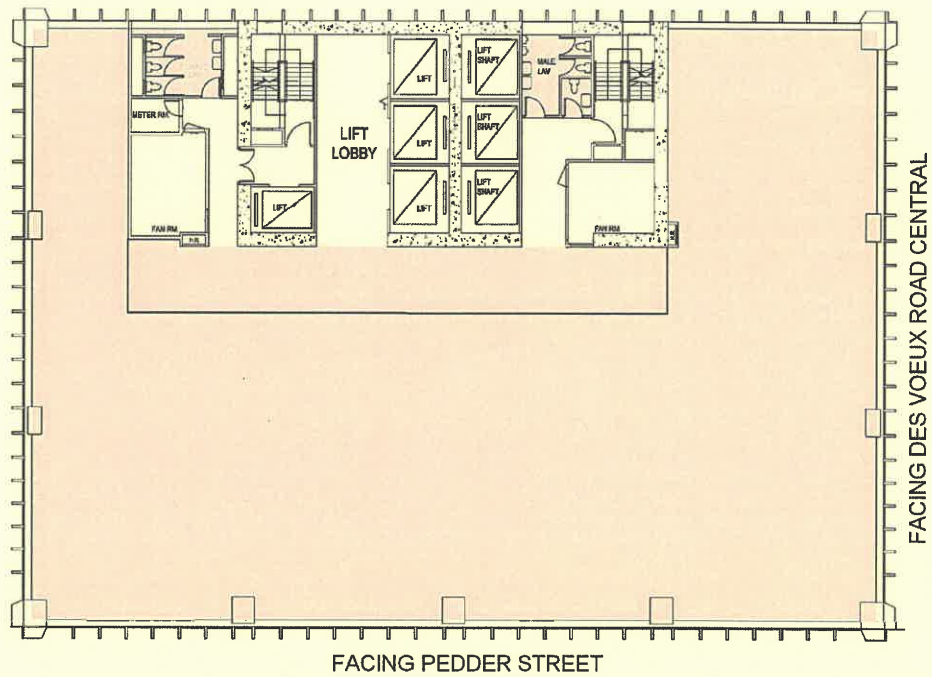 LIFT
LIFT
SHAFT
MALE
LAV
METER RM.
LIFT
LOBBY
LIFT
LIFT
SHAFT
LIFT
LIFT
LIFT
SHAFT
FAN RM
H.R.
FAN RM
H.R.
FACING DES VOEUX ROAD CENTRAL
FACING PEDDER STREET